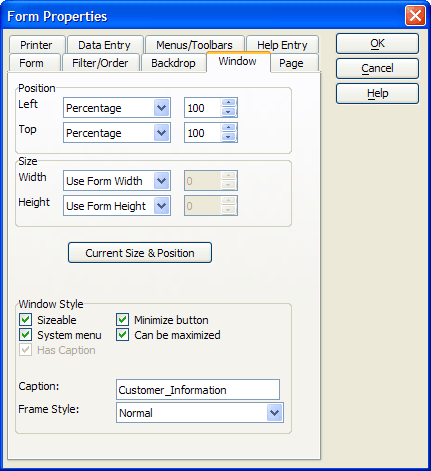 Form Properties
Printer Data Entry Menus/Toolbars Help Entry
Form Filter/Order Backdrop Window Page
OK
Cancel
Help
Position
Left Percentage 100
Top Percentage 100
Size
Width Use Form Width 0
Height Use Form Height 0
Current Size & Position
Window Style
Sizeable Minimize button
System menu Can be maximized
Has Caption
Caption: Customer_Information
Frame Style: Normal